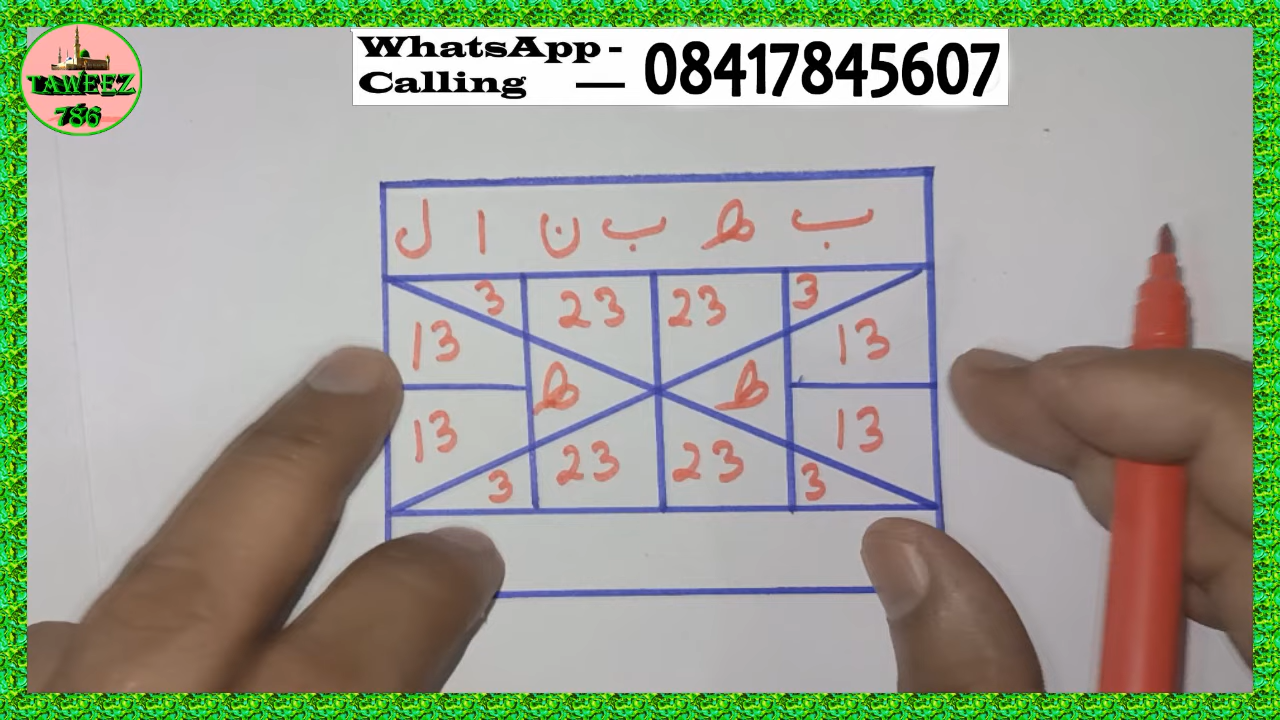 WhatsApp -
Calling — 08417845607
TAWEEZ
786
ب ھ ب ن ا ل
3 23 23 3
13 13
ھ ھ
13 13
23 23
3 3